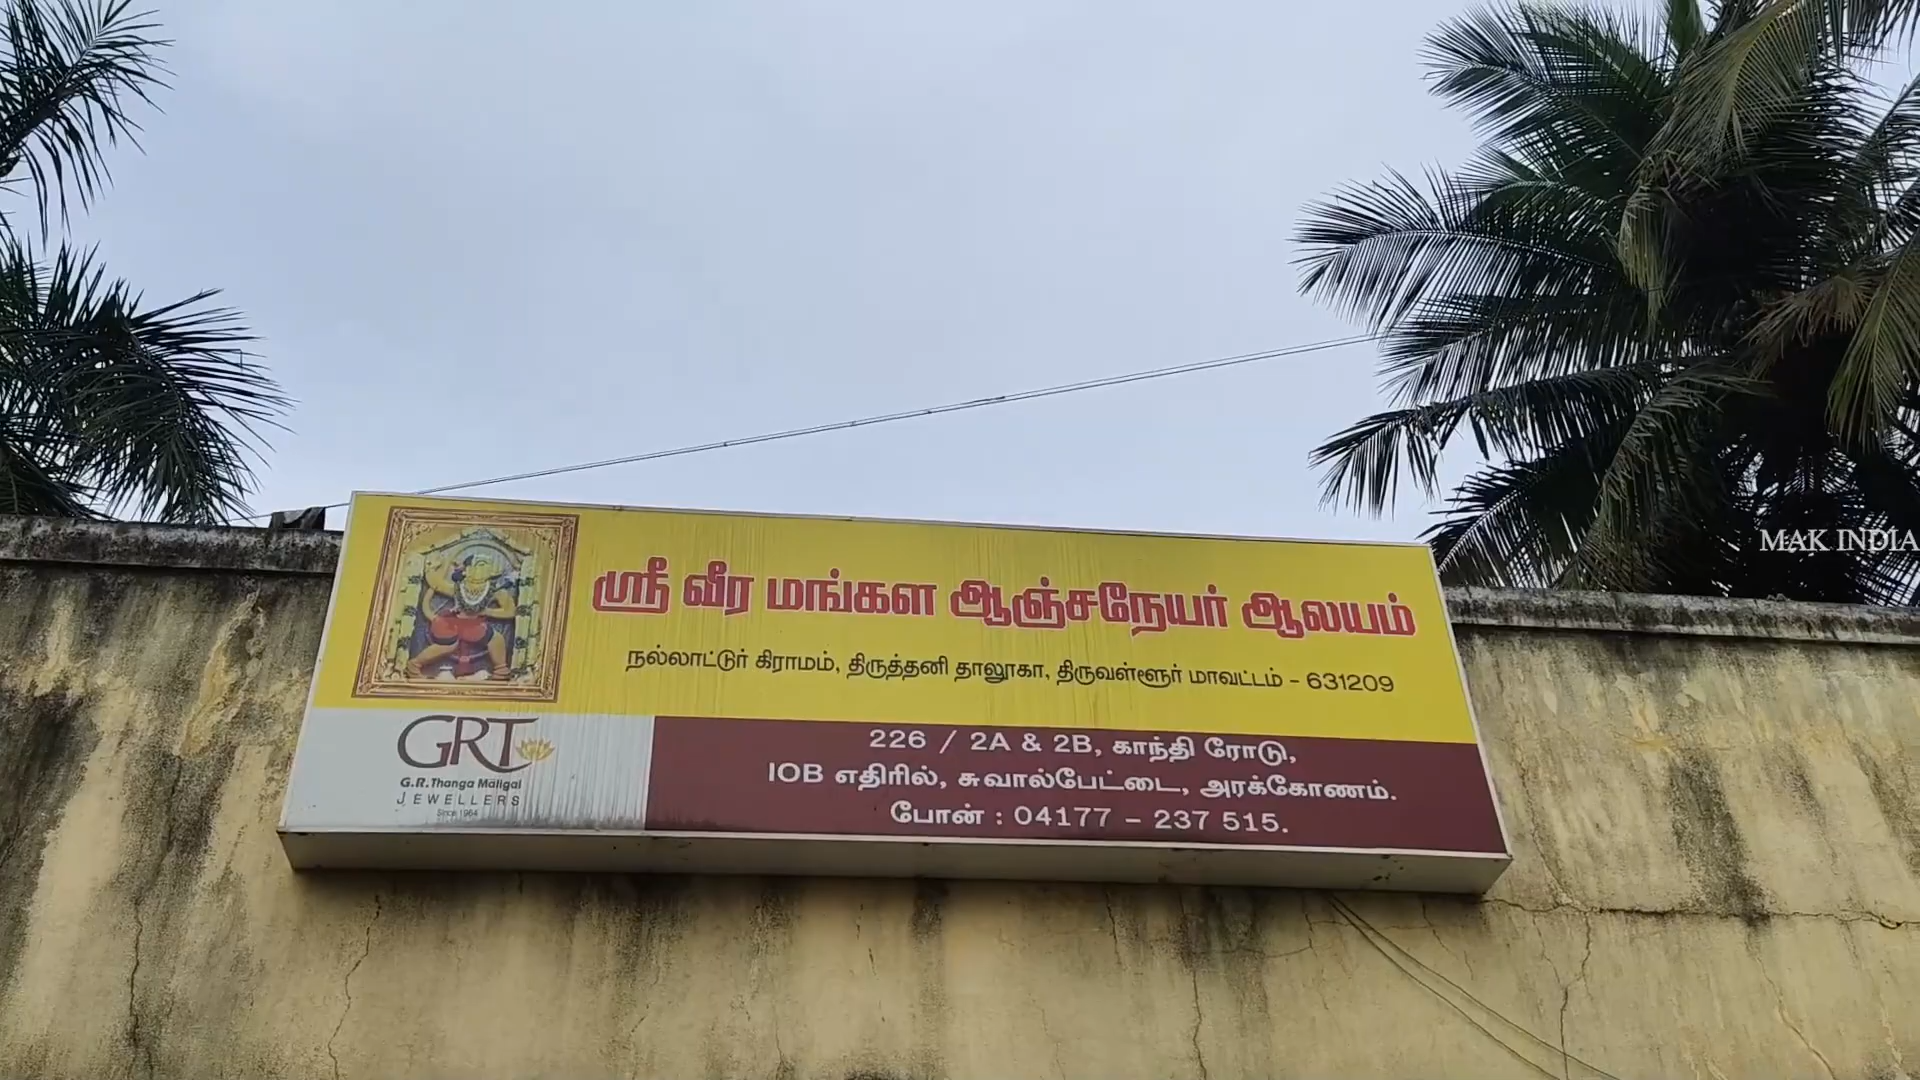 ஸ்ரீ வீர மங்கள ஆஞ்சநேயர் ஆலயம்
நல்லாட்டூர் கிராமம், திருத்தனி தாலூகா, திருவள்ளூர் மாவட்டம் - 631209
GRT
G.R.Thanga Maligai
JEWELLERS
Since 1964
226 / 2A & 2B, காந்தி ரோடு,
IOB எதிரில், சுவால்பேட்டை, அரக்கோணம்.
போன் : 04177 - 237 515.
MAK INDIA